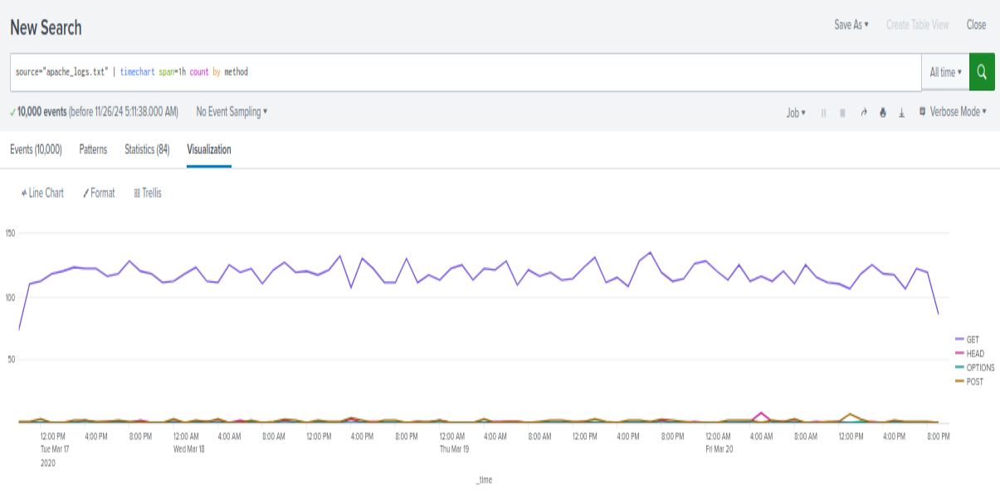 New Search
Save As ▾ Create Table View Close
source="apache_logs.txt" | timechart span=1h count by method
All time ▾
✓ 10,000 events (before 11/26/24 5:11:38.000 AM) No Event Sampling ▾
Job ▾ Verbose Mode ▾
Events (10,000) Patterns Statistics (84) Visualization
Line Chart Format Trellis
150
100
50
GET
HEAD
OPTIONS
POST
12:00 PM 4:00 PM 8:00 PM 12:00 AM 4:00 AM 8:00 AM 12:00 PM 4:00 PM 8:00 PM 12:00 AM 4:00 AM 8:00 AM 12:00 PM 4:00 PM 8:00 PM 12:00 AM 4:00 AM 8:00 AM 12:00 PM 4:00 PM 8:00 PM
Tue Mar 17 Wed Mar 18 Thu Mar 19 Fri Mar 20
2020
_time